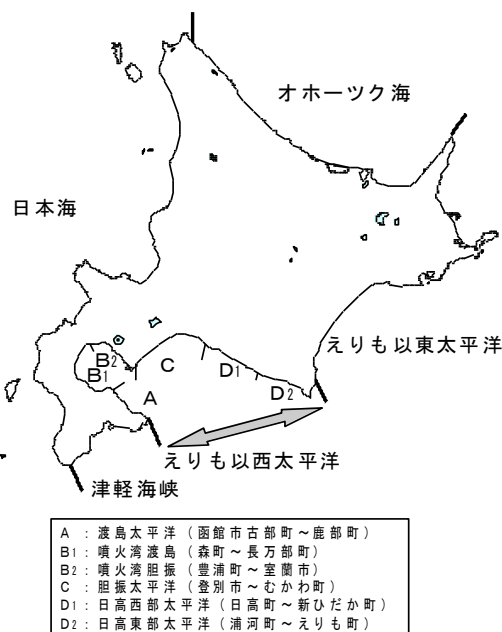 オホーツク海
日本海
えりも以東太平洋
B2
B1
C
D1
A
D2
えりも以西太平洋
津軽海峡
A : 渡島太平洋 (函館市古部町~鹿部町)
B1 : 噴火湾渡島 (森町~長万部町)
B2 : 噴火湾胆振 (豊浦町~室蘭市)
C : 胆振太平洋 (登別市~むかわ町)
D1 : 日高西部太平洋 (日高町~新ひだか町)
D2 : 日高東部太平洋 (浦河町~えりも町)